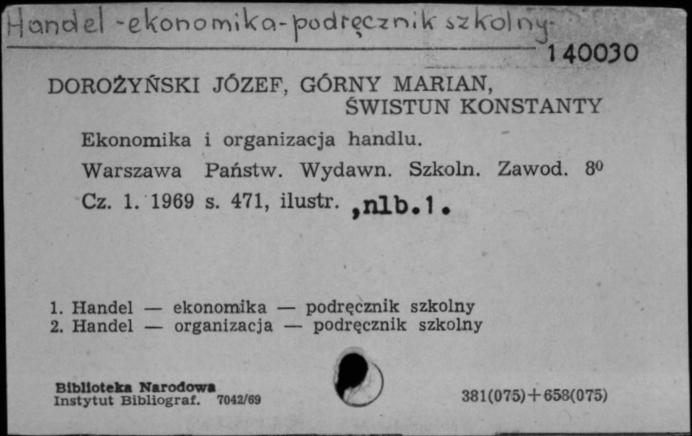 Handel - ekonomika - podręcznik szkolny.
140030
DOROŻYŃSKI JÓZEF, GÓRNY MARIAN,
ŚWISTUN KONSTANTY
Ekonomika i organizacja handlu.
Warszawa Państw. Wydawn. Szkoln. Zawod. 8⁰
Cz. 1. 1969 s. 471, ilustr. , nlb. 1.
1. Handel — ekonomika — podręcznik szkolny
2. Handel — organizacja — podręcznik szkolny
Biblioteka Narodowa
Instytut Bibliograf. 7042/69
381(075)+658(075)